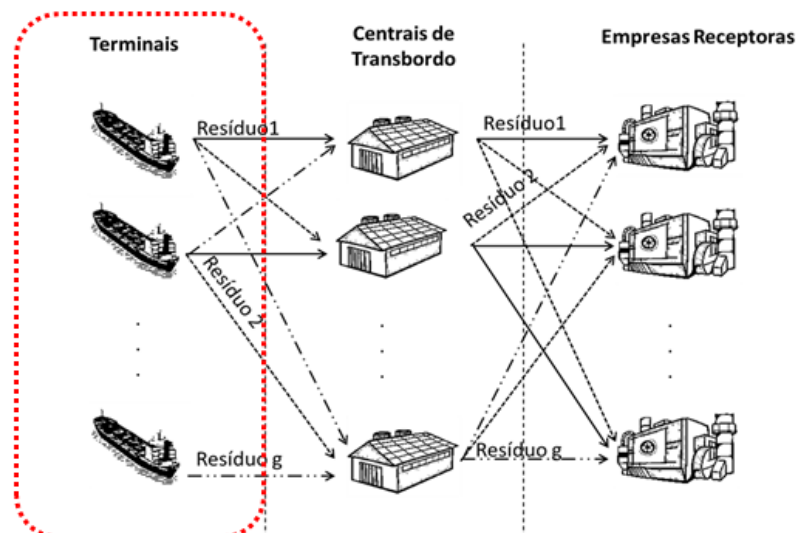 Terminais
Centrais de
Transbordo
Empresas Receptoras
Resíduo1
Resíduo1
Resíduo 2
Resíduo 2
Resíduo g
Resíduo g